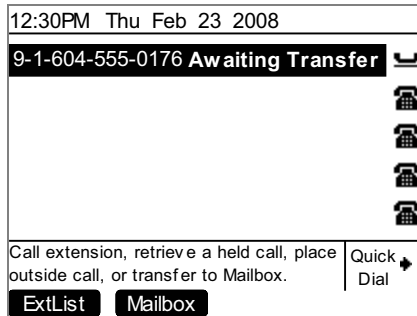 12:30PM Thu Feb 23 2008
9-1-604-555-0176 Awaiting Transfer
Call extension, retrieve a held call, place
outside call, or transfer to Mailbox.
Quick
Dial
ExtList Mailbox